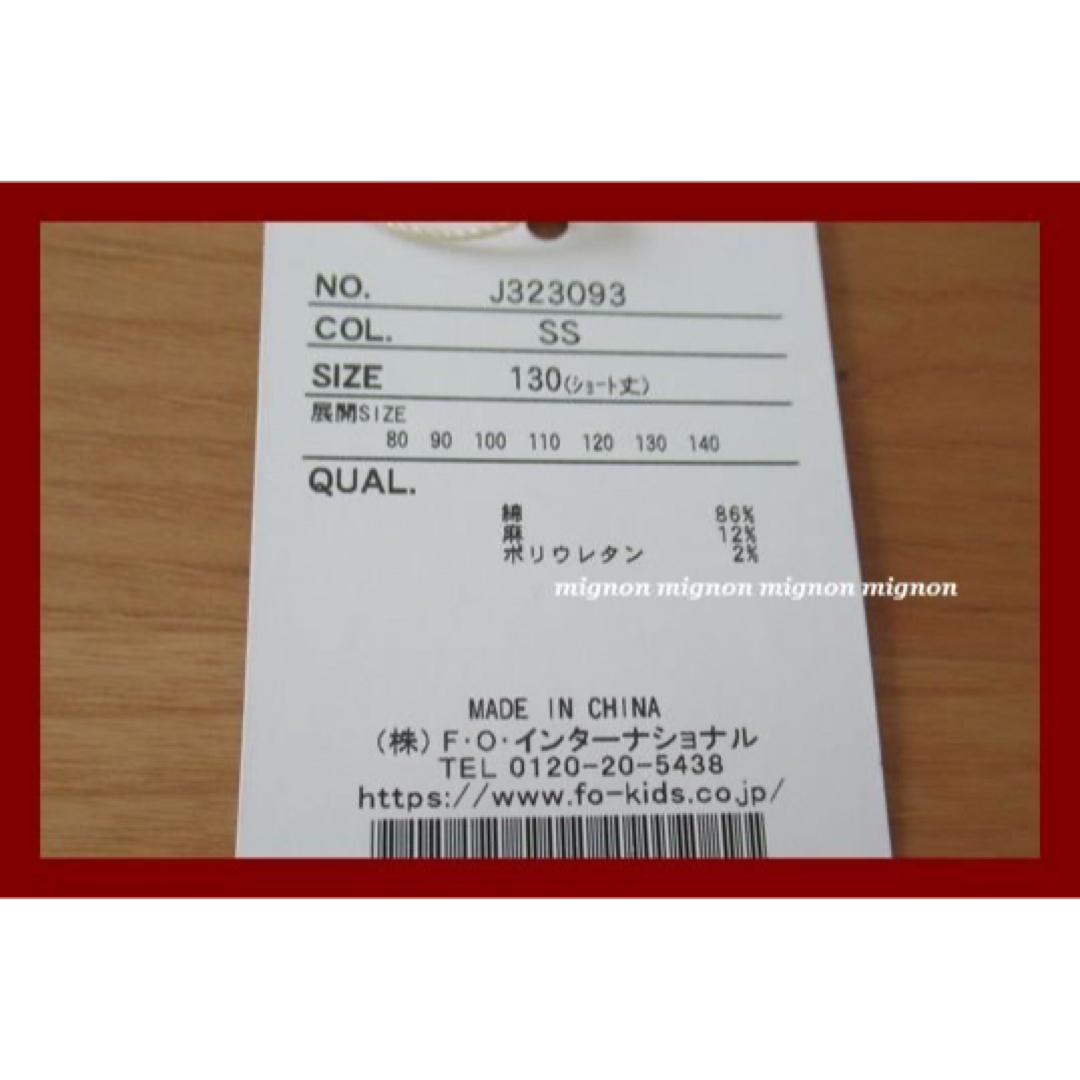 NO. J323093
COL. SS
SIZE 130(ショート丈)
展開SIZE
80 90 100 110 120 130 140
QUAL.
綿 86%
麻 12%
ポリウレタン 2%
mignon mignon mignon mignon
MADE IN CHINA
(株)F・O・インターナショナル
TEL 0120-20-5438
https://www.fo-kids.co.jp/